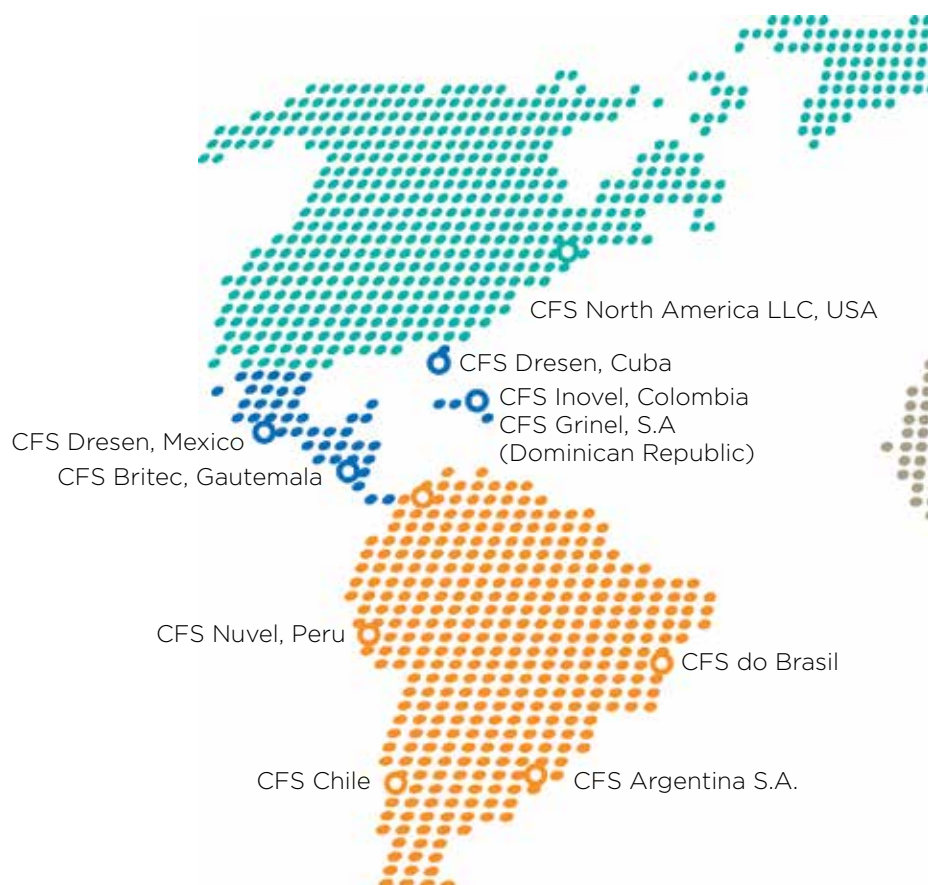 CFS North America LLC, USA
CFS Dresen, Cuba
CFS Inovel, Colombia
CFS Grinel, S.A
(Dominican Republic)
CFS Dresen, Mexico
CFS Britec, Gautemala
CFS Nuvel, Peru
CFS do Brasil
CFS Chile
CFS Argentina S.A.